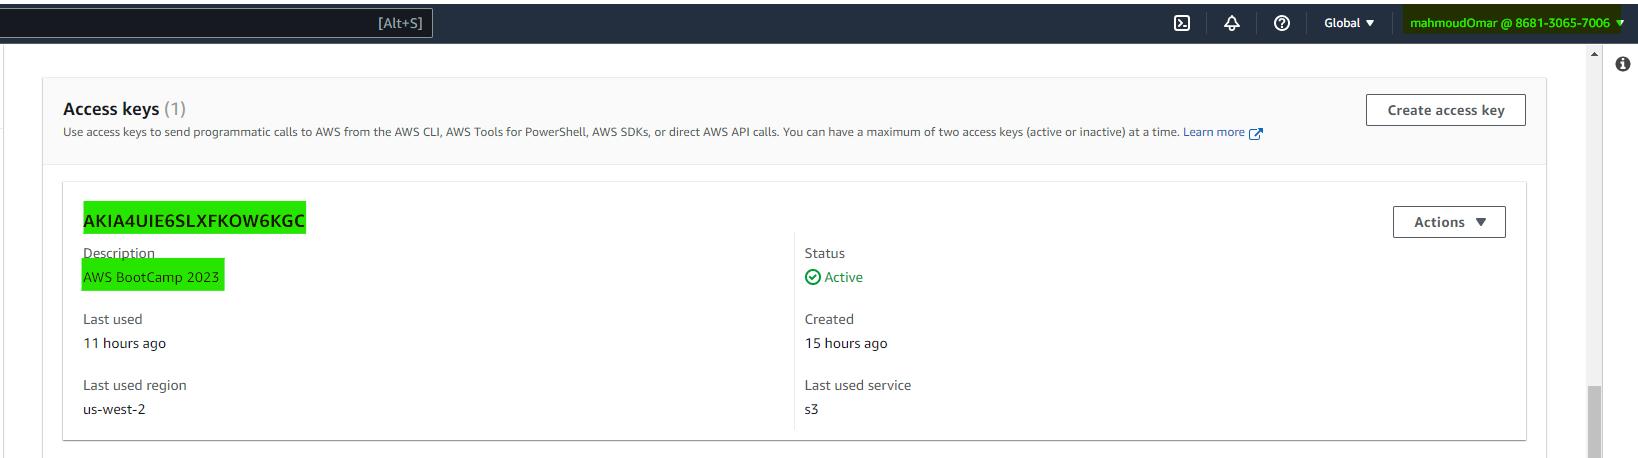 [Alt+S] Global mahmoudOmar @ 8681-3065-7006
Access keys (1)
Create access key
Use access keys to send programmatic calls to AWS from the AWS CLI, AWS Tools for PowerShell, AWS SDKs, or direct AWS API calls. You can have a maximum of two access keys (active or inactive) at a time. Learn more
AKIA4UIE6SLXFKOW6KGC
Actions
Description
AWS BootCamp 2023
Status
Active
Last used
11 hours ago
Created
15 hours ago
Last used region
us-west-2
Last used service
s3